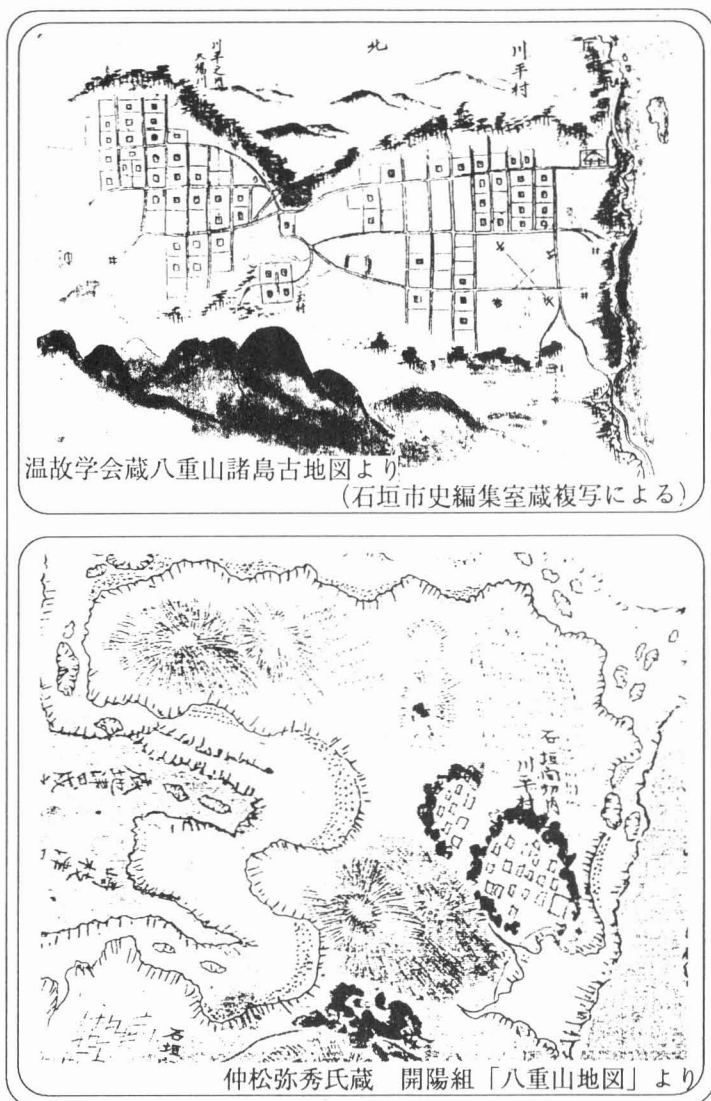 北
川平村
川平之内
大場川
温故学会蔵八重山諸島古地図より
(石垣市史編集室蔵複写による)
石垣間切内
川平村
石垣
仲松弥秀氏蔵 開陽組「八重山地図」より